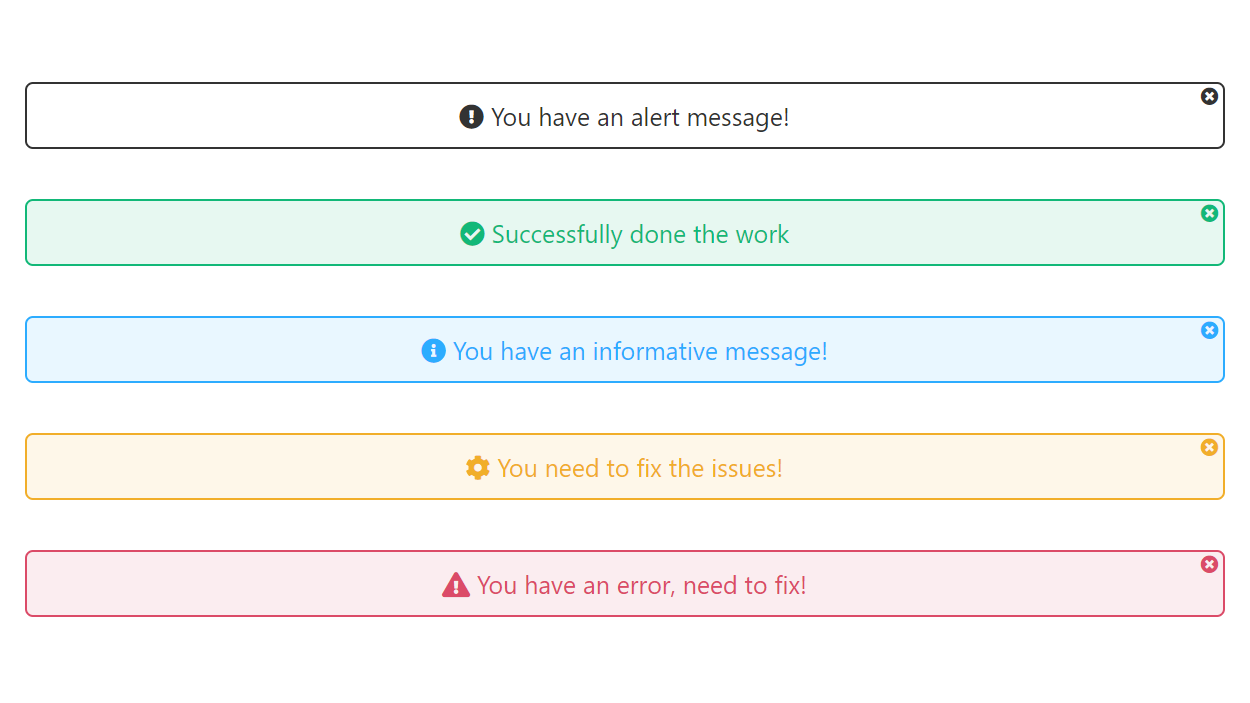 You have an alert message!
Successfully done the work
You have an informative message!
You need to fix the issues!
You have an error, need to fix!